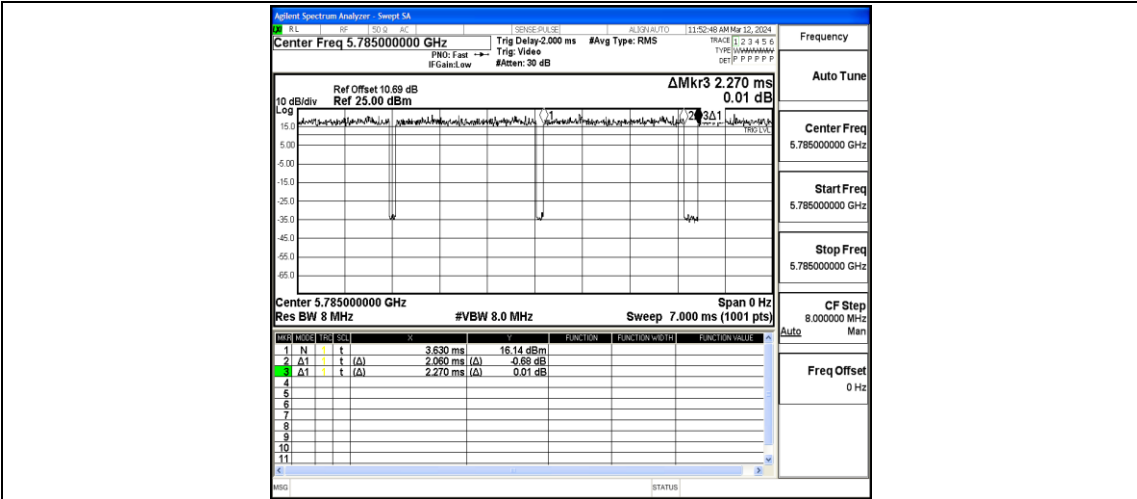 Agilent Spectrum Analyzer - Swept SA
RL RF 50 Ω AC SENSE:PULSE ALIGN AUTO 11:52:48 AM Mar 12, 2024
Center Freq 5.785000000 GHz Trig Delay-2.000 ms #Avg Type: RMS TRACE 1 2 3 4 5 6
PNO: Fast Trig: Video TYPE WWWWWW
IFGain:Low #Atten: 30 dB DET P P P P P P
Frequency
Auto Tune
Center Freq
5.785000000 GHz
Start Freq
5.785000000 GHz
Stop Freq
5.785000000 GHz
CF Step
8.000000 MHz
Auto Man
Freq Offset
0 Hz
ΔMkr3 2.270 ms
0.01 dB
Ref Offset 10.69 dB
10 dB/div Ref 25.00 dBm
Log
15.0
5.00
-5.00
-15.0
-25.0
-35.0
-45.0
-55.0
-65.0
1
3Δ1
TRIG LVL
Center 5.785000000 GHz Span 0 Hz
Res BW 8 MHz #VBW 8.0 MHz Sweep 7.000 ms (1001 pts)
MKR MODE TRC SCL X Y FUNCTION FUNCTION WIDTH FUNCTION VALUE
1 N 1 t 3.630 ms 16.14 dBm
2 Δ1 1 t (Δ) 2.060 ms (Δ) -0.68 dB
3 Δ1 1 t (Δ) 2.270 ms (Δ) 0.01 dB
4
5
6
7
8
9
10
11
MSG STATUS